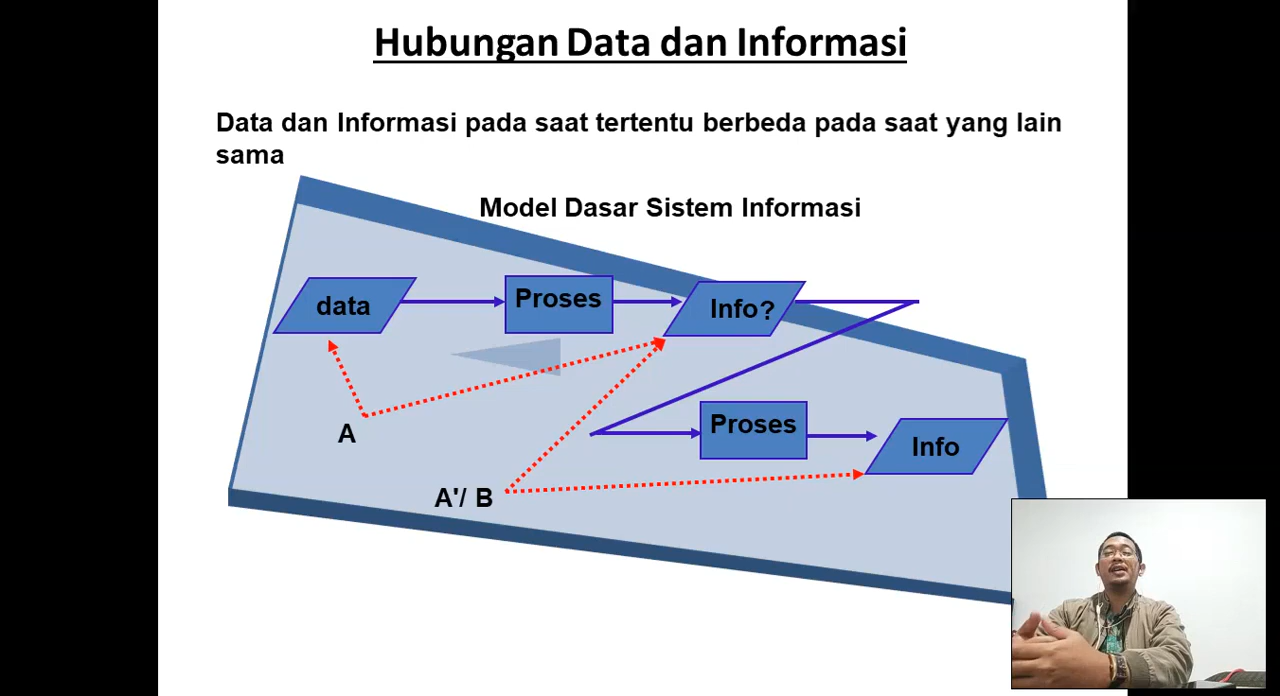 Hubungan Data dan Informasi
Data dan Informasi pada saat tertentu berbeda pada saat yang lain
sama
Model Dasar Sistem Informasi
data
Proses
Info?
Proses
Info
A
A'/ B